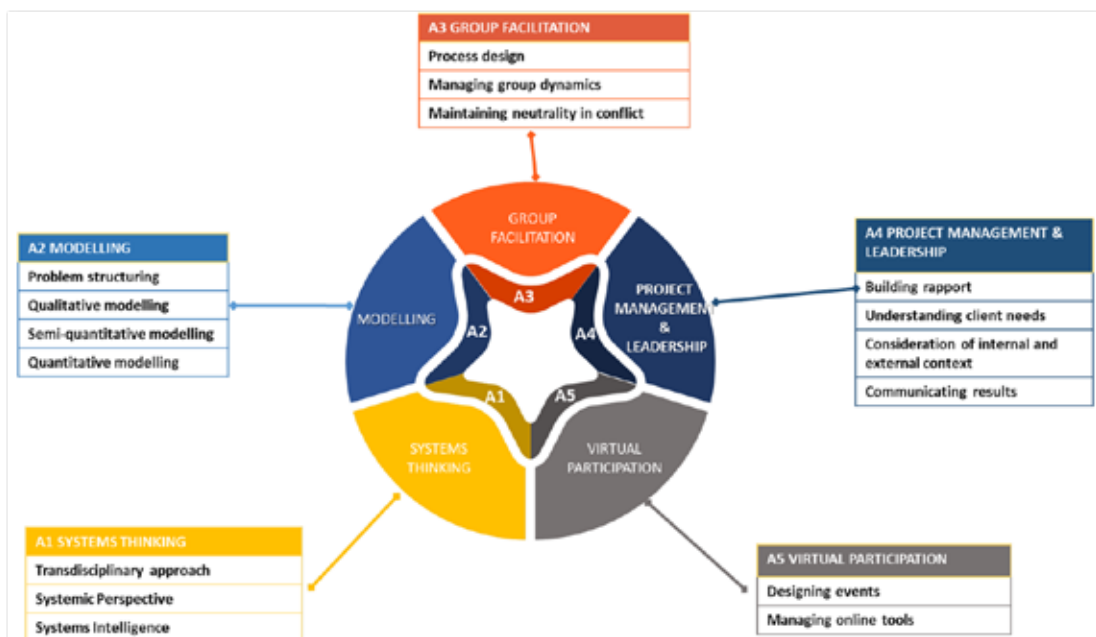 A3 GROUP FACILITATION
Process design
Managing group dynamics
Maintaining neutrality in conflict
A2 MODELLING
Problem structuring
Qualitative modelling
Semi-quantitative modelling
Quantitative modelling
GROUP
FACILITATION
A3
MODELLING
A2
PROJECT
MANAGEMENT
&
LEADERSHIP
A4
A1
A5
SYSTEMS
THINKING
VIRTUAL
PARTICIPATION
A4 PROJECT MANAGEMENT &
LEADERSHIP
Building rapport
Understanding client needs
Consideration of internal and
external context
Communicating results
A1 SYSTEMS THINKING
Transdisciplinary approach
Systemic Perspective
Systems Intelligence
A5 VIRTUAL PARTICIPATION
Designing events
Managing online tools